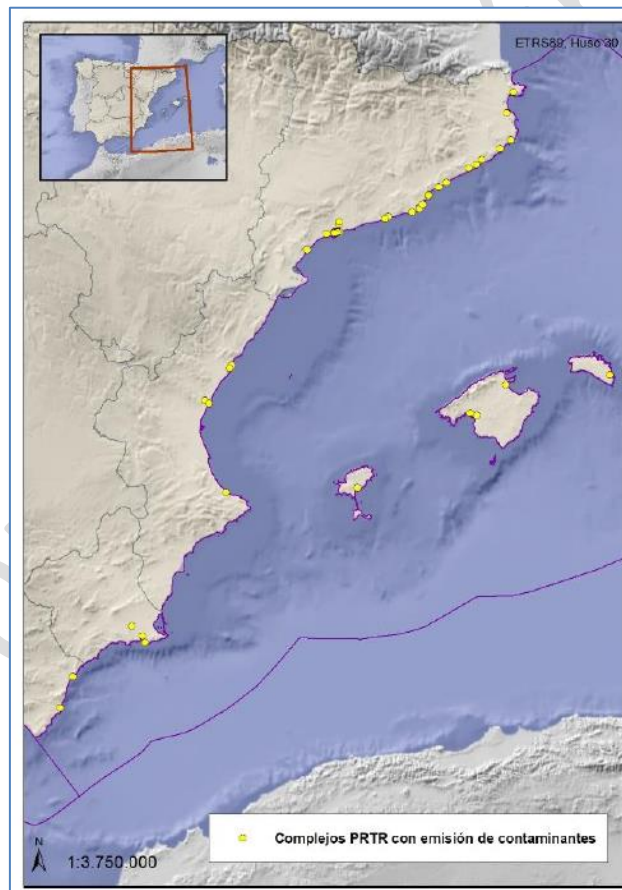 ETRS89, Huso 30
N
1:3.750.000
Complejos PRTR con emisión de contaminantes